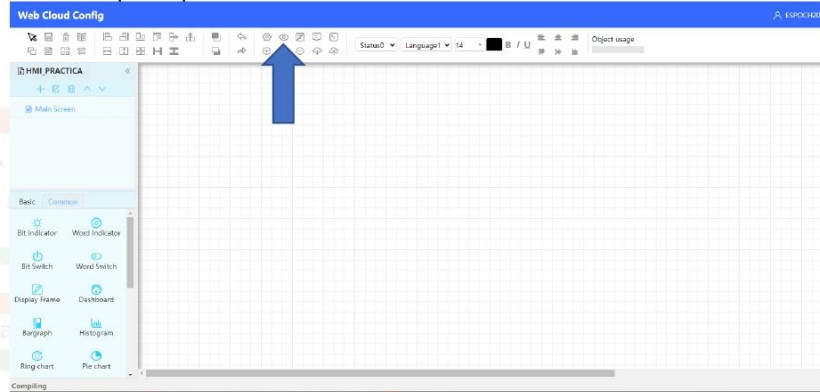 Web Cloud Config
ESPOCH20
Status0 Language1 14 B I U Object usage
HMI_PRACTICA
Main Screen
Basic Common
Bit Indicator Word Indicator
Bit Switch Word Switch
Display Frame Dashboard
Bargraph Histogram
Ring chart Pie chart
Compiling